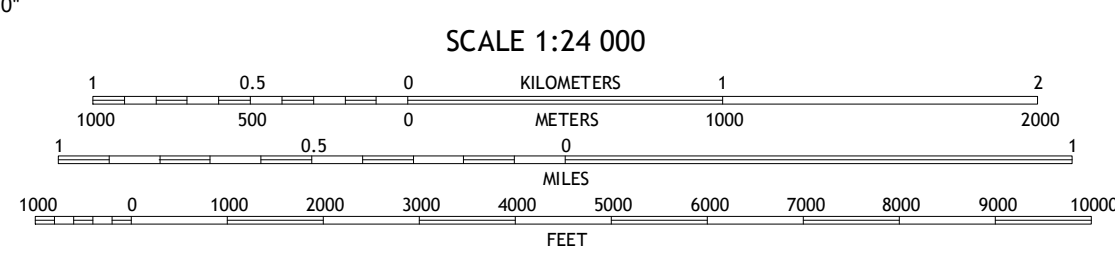 0"
SCALE 1:24 000
1 0.5 0 KILOMETERS 1 2
1000 500 0 METERS 1000 2000
1 0.5 0 1
MILES
1000 0 1000 2000 3000 4000 5000 6000 7000 8000 9000 10000
FEET